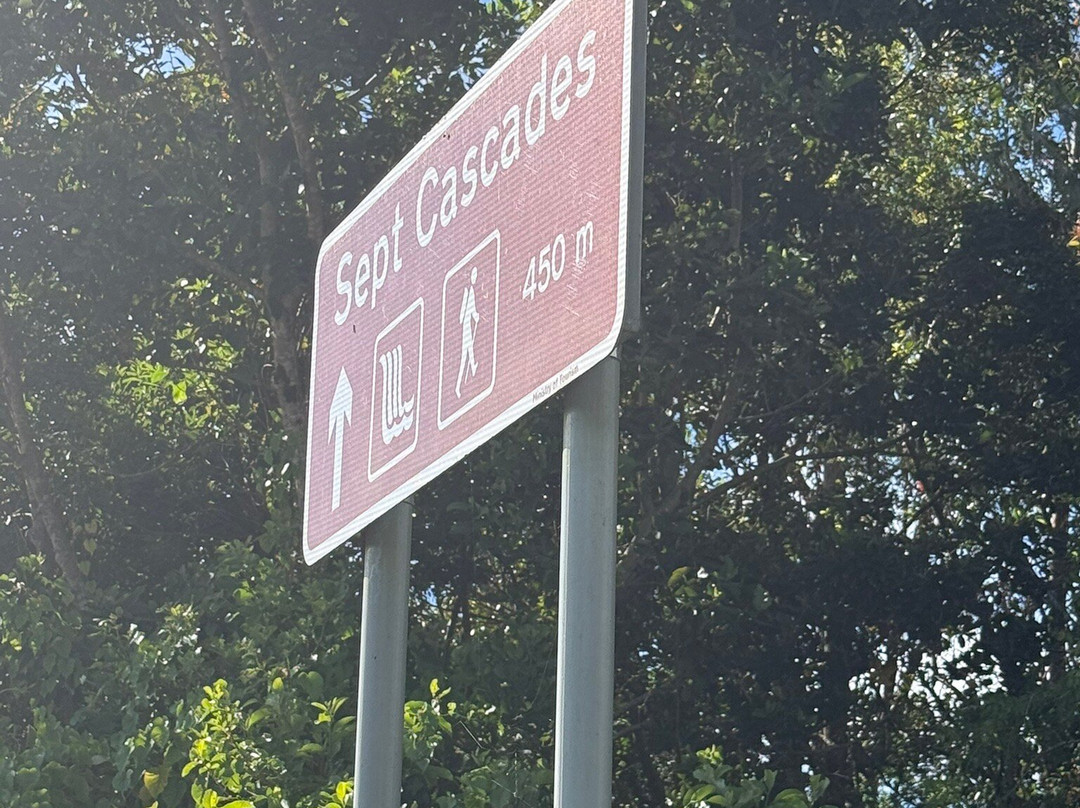 Sept Cascades
450 m
Ministry of Tourism